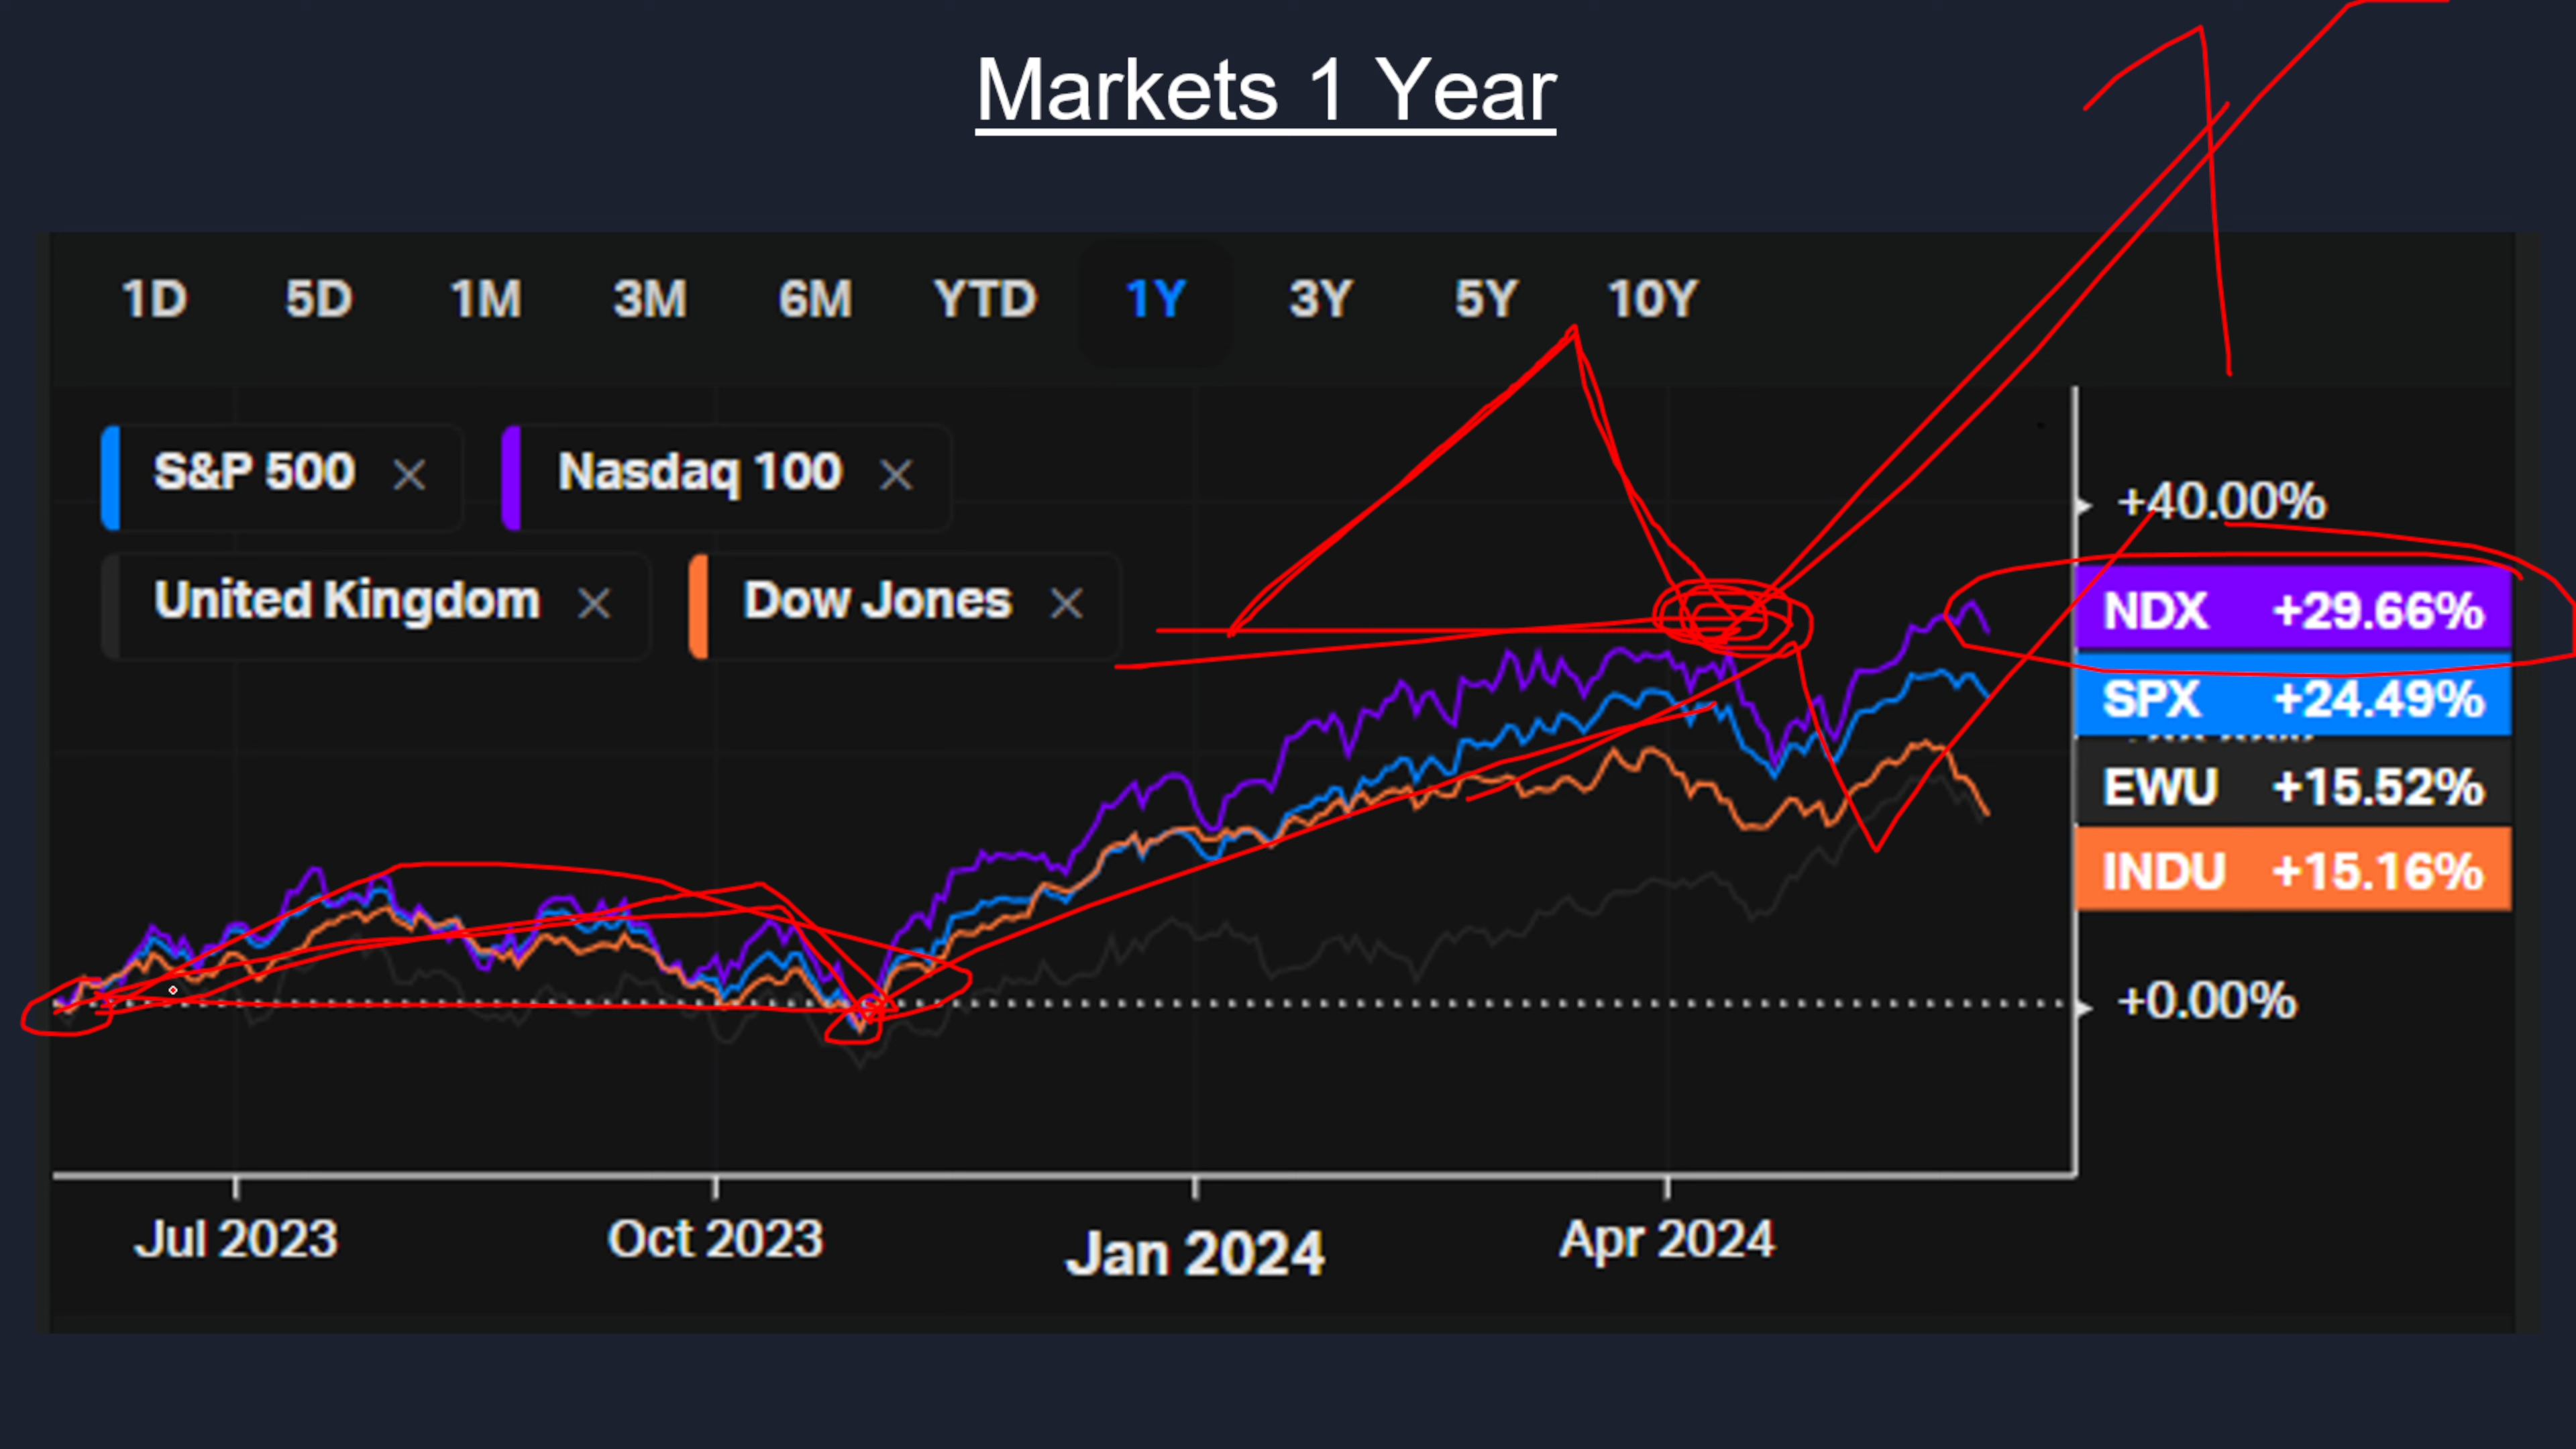 Markets 1 Year
1D 5D 1M 3M 6M YTD 1Y 3Y 5Y 10Y
S&P 500 × Nasdaq 100 ×
United Kingdom × Dow Jones ×
+40.00%
NDX +29.66%
SPX +24.49%
EWU +15.52%
INDU +15.16%
+0.00%
Jul 2023 Oct 2023 Jan 2024 Apr 2024